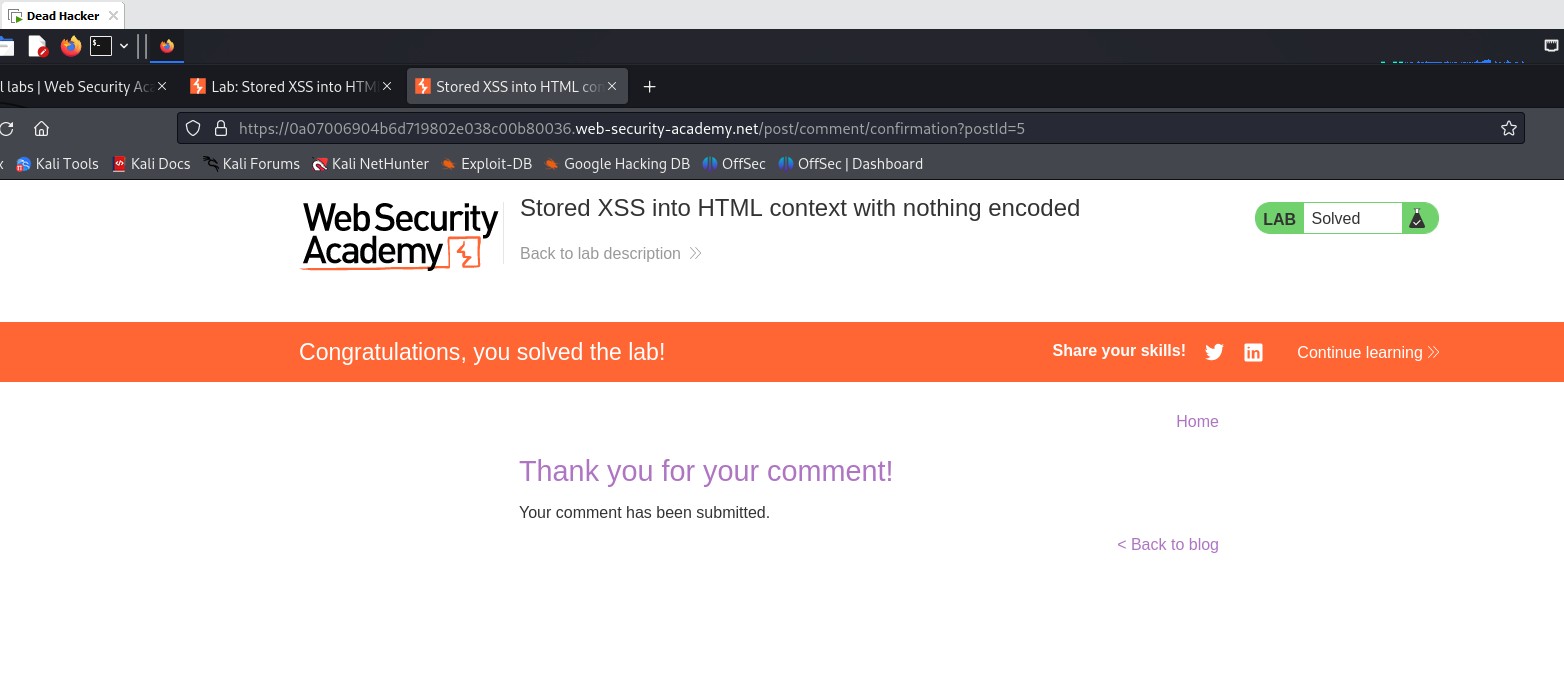 Dead Hacker
l labs | Web Security Aca
Lab: Stored XSS into HTM
Stored XSS into HTML con
https://0a07006904b6d719802e038c00b80036.web-security-academy.net/post/comment/confirmation?postId=5
Kali Tools Kali Docs Kali Forums Kali NetHunter Exploit-DB Google Hacking DB OffSec OffSec | Dashboard
WebSecurity
Academy
Stored XSS into HTML context with nothing encoded
Back to lab description
LAB Solved
Congratulations, you solved the lab!
Share your skills!
Continue learning
Home
Thank you for your comment!
Your comment has been submitted.
< Back to blog